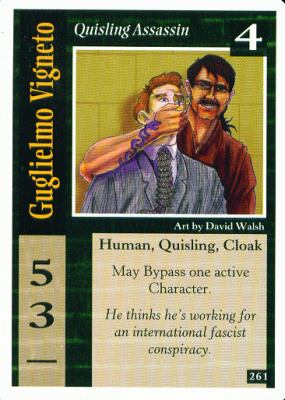 Guglielmo Vigneto
Quisling Assassin
4
Art by David Walsh
5
3
—
Human, Quisling, Cloak
May Bypass one active
Character.
He thinks he's working for
an international fascist
conspiracy.
261